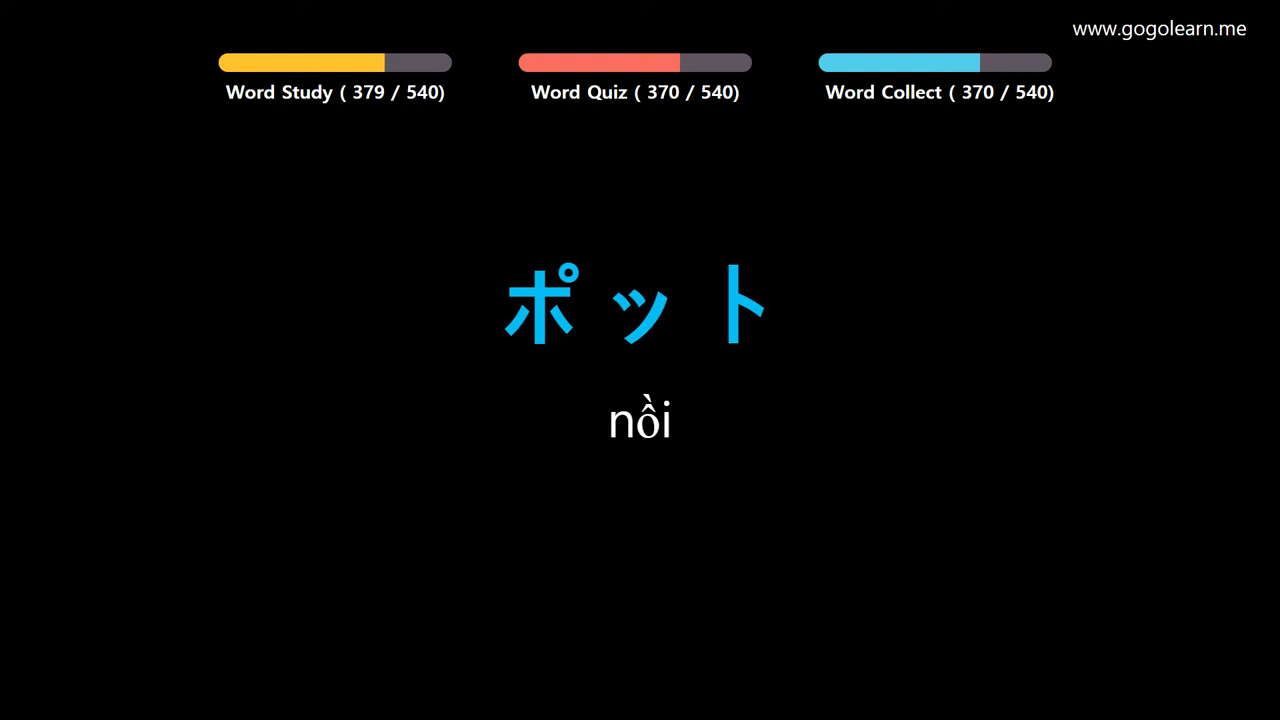 www.gogolearn.me
Word Study ( 379 / 540)
Word Quiz ( 370 / 540)
Word Collect ( 370 / 540)
ポット
nồi